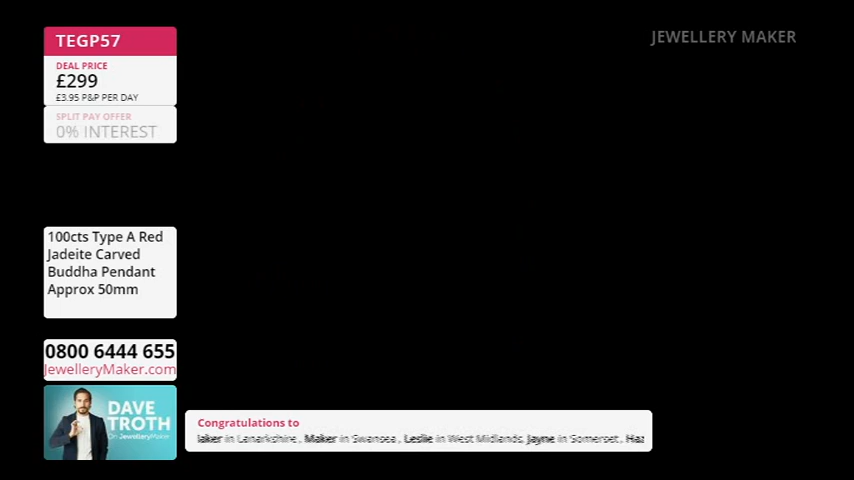 TEGP57
DEAL PRICE
£299
£3.95 P&P PER DAY
SPLIT PAY OFFER
0% INTEREST
JEWELLERY MAKER
100cts Type A Red
Jadeite Carved
Buddha Pendant
Approx 50mm
0800 6444 655
JewelleryMaker.com
DAVE
TROTH
On JewelleryMaker
Congratulations to
in Lanarkshire, Maker in Swansea, Leslie in West Midlands, Jayne in Somerset,